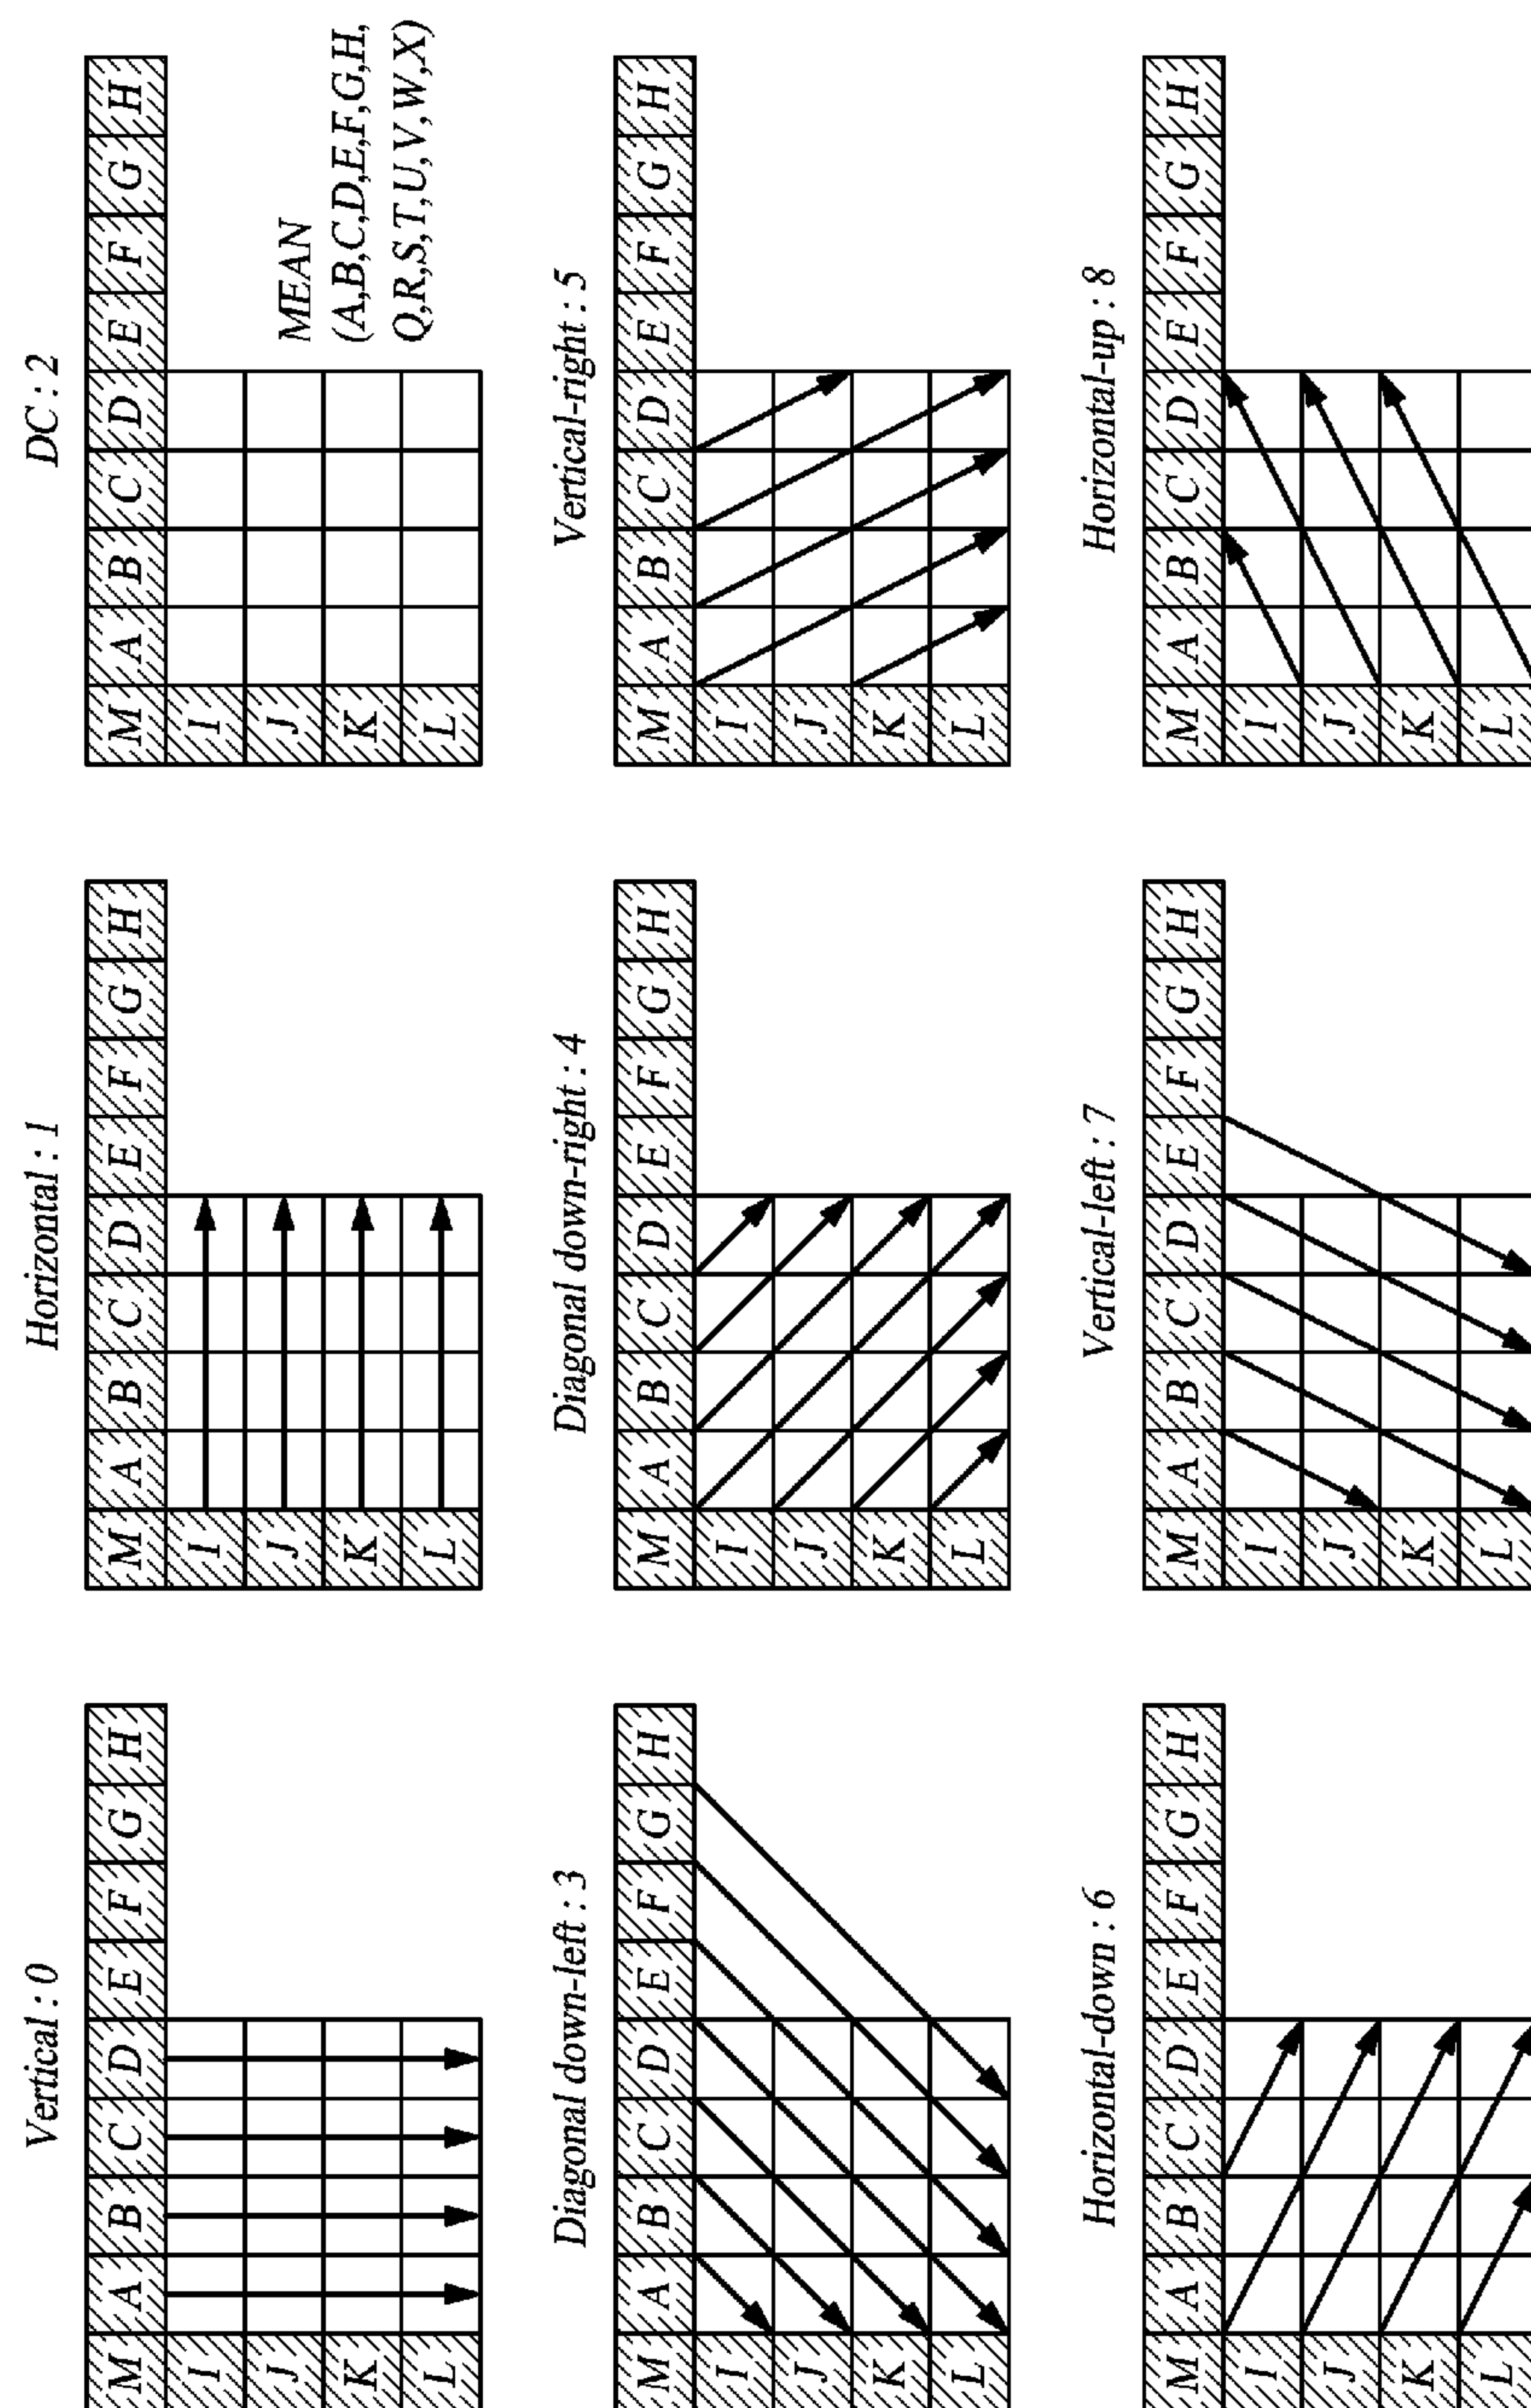 Vertical : 0
M A B C D E F G H
I
J
K
L
Horizontal : 1
M A B C D E F G H
I
J
K
L
DC : 2
M A B C D E F G H
I
J
K
L
MEAN
(A,B,C,D,E,F,G,H,
Q,R,S,T,U,V,W,X)
Diagonal down-left : 3
M A B C D E F G H
I
J
K
L
Diagonal down-right : 4
M A B C D E F G H
I
J
K
L
Vertical-right : 5
M A B C D E F G H
I
J
K
L
Horizontal-down : 6
M A B C D E F G H
I
J
K
L
Vertical-left : 7
M A B C D E F G H
I
J
K
L
Horizontal-up : 8
M A B C D E F G H
I
J
K
L